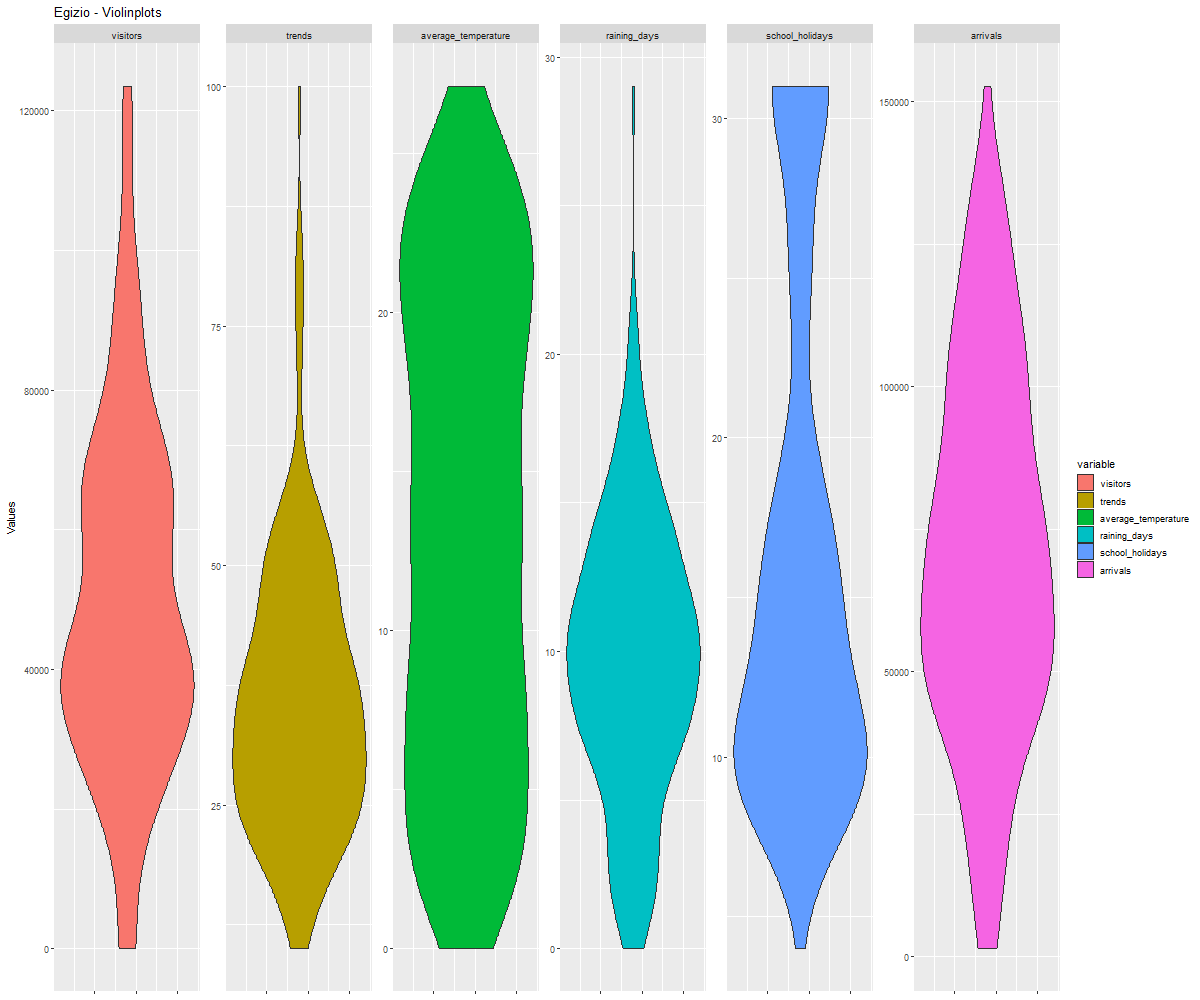 Egizio - Violinplots
visitors
trends
average_temperature
raining_days
school_holidays
arrivals
Values
120000
80000
40000
0
100
75
50
25
20
10
0
30
20
10
0
30
20
10
150000
100000
50000
0
variable
visitors
trends
average_temperature
raining_days
school_holidays
arrivals